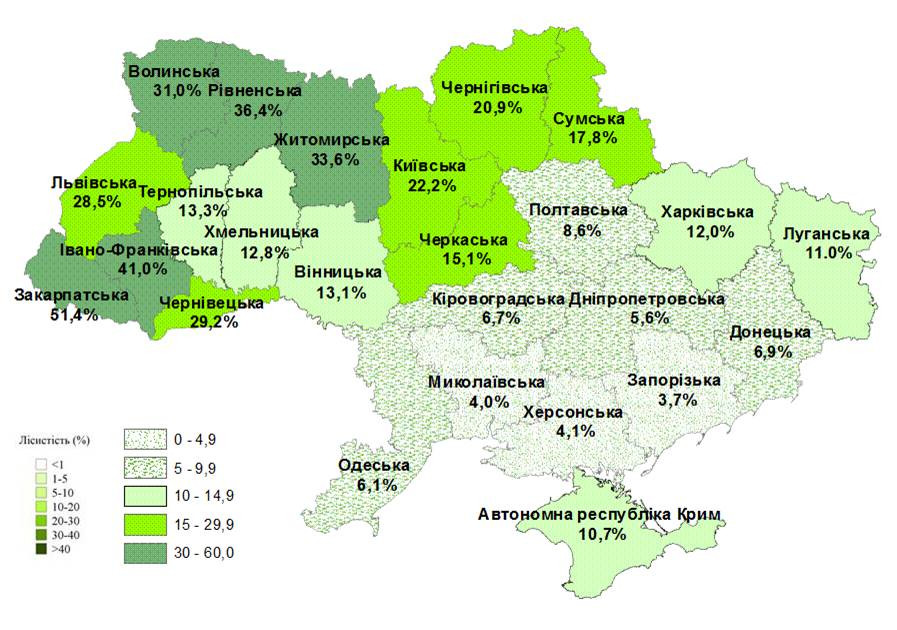 Волинська
31,0%
Рівненська
36,4%
Житомирська
33,6%
Чернігівська
20,9%
Сумська
17,8%
Київська
22,2%
Львівська
28,5%
Тернопільська
13,3%
Хмельницька
12,8%
Івано-Франківська
41,0%
Закарпатська
51,4%
Чернівецька
29,2%
Вінницька
13,1%
Черкаська
15,1%
Полтавська
8,6%
Харківська
12,0%
Луганська
11.0%
Кіровоградська
6,7%
Дніпропетровська
5,6%
Донецька
6,9%
Миколаївська
4,0%
Херсонська
4,1%
Запорізька
3,7%
Одеська
6,1%
Автономна республіка Крим
10,7%
Лісистість (%)
<1
1-5
5-10
10-20
20-30
30-40
>40
0 - 4,9
5 - 9,9
10 - 14,9
15 - 29,9
30 - 60,0